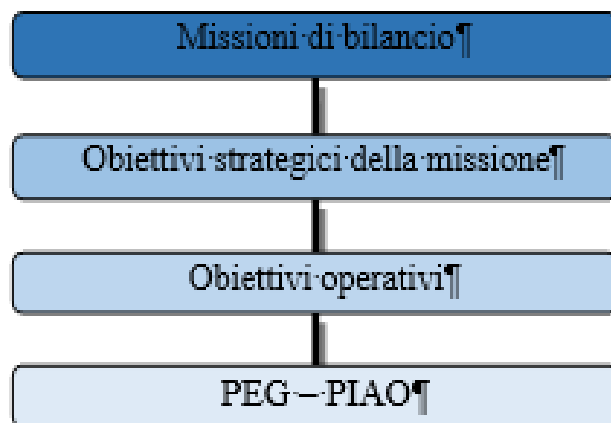 Missioni·di·bilancio¶
Obiettivi·strategici·della·missione¶
Obiettivi·operativi¶
PEG·–·PIAO¶